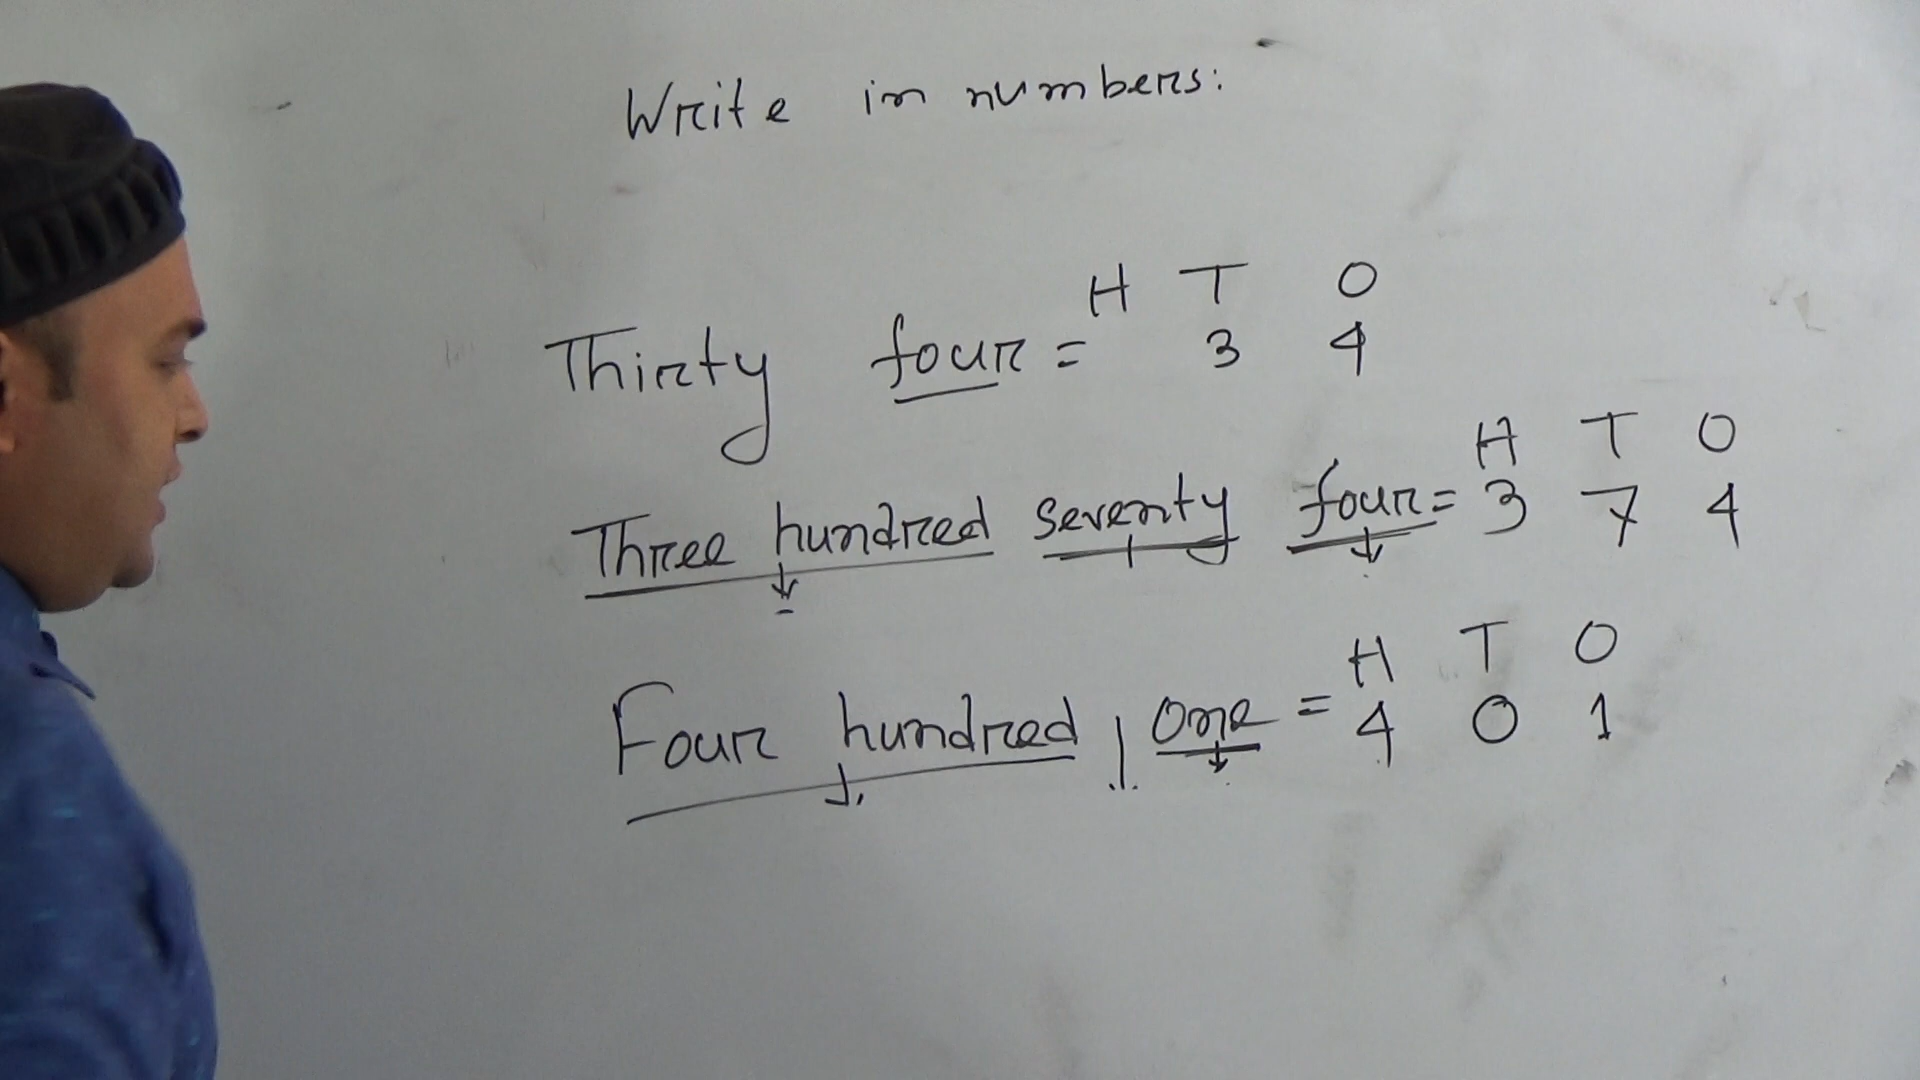 Write in numbers:
H T O
Thirty four = 3 4
H T O
Three hundred seventy four = 3 7 4
H T O
Four hundred | One = 4 0 1